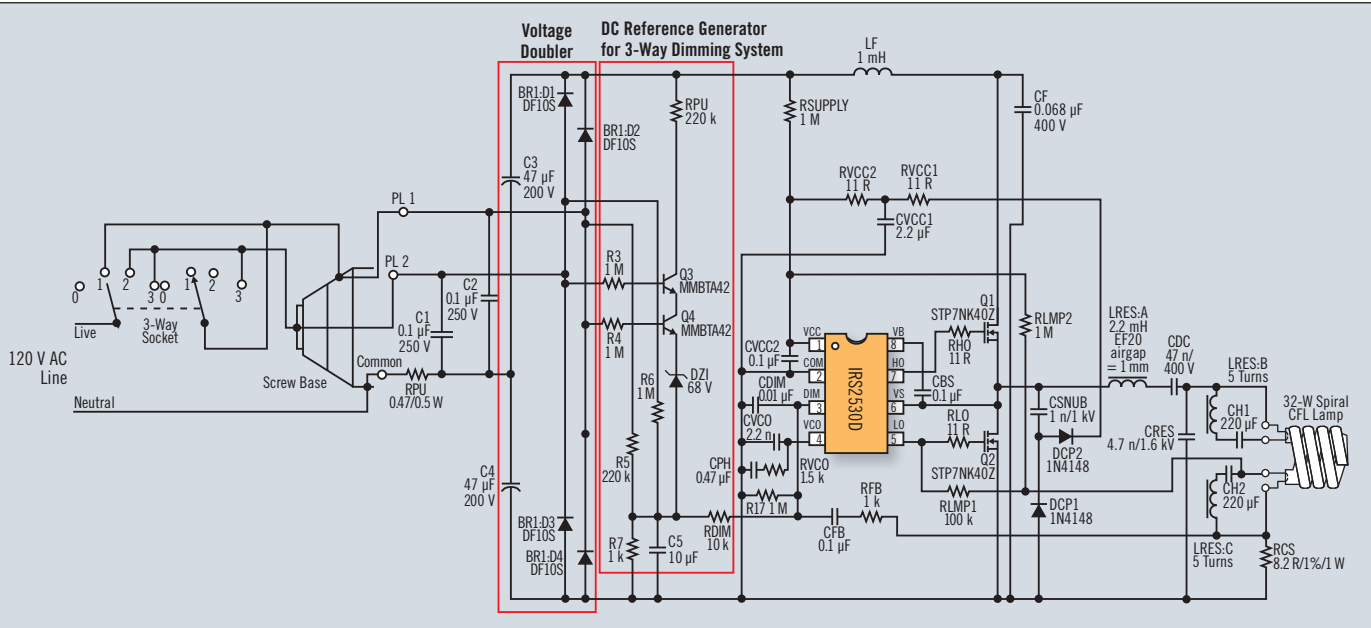 Voltage
Doubler
DC Reference Generator
for 3-Way Dimming System
LF
1 mH
BR1:D1
DF10S
RPU
220 k
RSUPPLY
1 M
CF
0.068 µF
400 V
BR1:D2
DF10S
C3
47 µF
200 V
RVCC2
11 R
RVCC1
11 R
PL 1
CVCC1
2.2 µF
PL 2
R3
1 M
Q3
MMBTA42
0
1
2
3
0
1
2
3
C2
0.1 µF
250 V
Q1
STP7NK40Z
LRES:A
2.2 mH
EF20
airgap
= 1 mm
RLMP2
1 M
CDC
47 n/
400 V
Live
3-Way
Socket
C1
0.1 µF
250 V
Q4
MMBTA42
R4
1 M
VCC
VB
1
8
RHO
11 R
120 V AC
Line
Screw Base
Common
CVCC2
0.1 µF
COM
HO
2
7
LRES:B
5 Turns
RPU
0.47/0.5 W
R6
1 M
DZI
68 V
CDIM
0.01 µF
DIM
VS
3
6
IRS2530D
CBS
0.1 µF
CSNUB
1 n/1 kV
CH1
220 µF
32-W Spiral
CFL Lamp
Neutral
CVCO
2.2 n
VCO
LO
4
5
RLO
11 R
Q2
STP7NK40Z
DCP2
1N4148
CRES
4.7 n/1.6 kV
C4
47 µF
200 V
R5
220 k
CPH
0.47 µF
RVCO
1.5 k
RFB
1 k
RLMP1
100 k
CH2
220 µF
R17 1 M
DCP1
1N4148
BR1:D3
DF10S
RDIM
10 k
CFB
0.1 µF
BR1:D4
DF10S
R7
1 k
C5
10 µF
LRES:C
5 Turns
RCS
8.2 R/1%/1 W